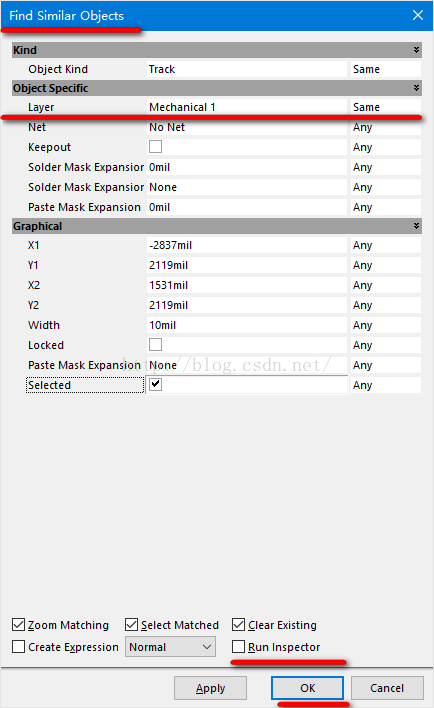 Find Similar Objects
Kind
Object Kind Track Same
Object Specific
Layer Mechanical 1 Same
Net No Net Any
Keepout Any
Solder Mask Expansion 0mil Any
Solder Mask Expansion None Any
Paste Mask Expansion 0mil Any
Graphical
X1 -2837mil Any
Y1 2119mil Any
X2 1531mil Any
Y2 2119mil Any
Width 10mil Any
Locked Any
Paste Mask Expansion None Any
http://blog.csdn.net/
Selected Any
Zoom Matching Select Matched Clear Existing
Create Expression Normal Run Inspector
Apply OK Cancel